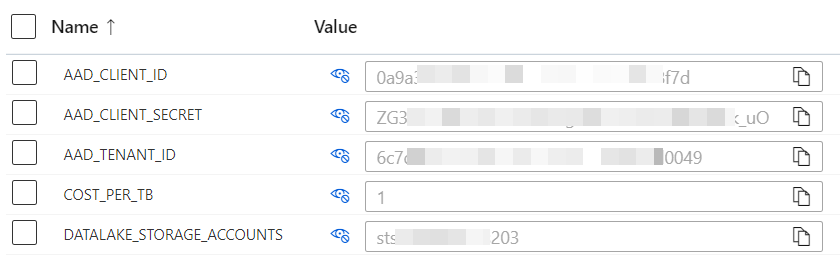 Name ↑ Value
AAD_CLIENT_ID 0a9a f7d
AAD_CLIENT_SECRET ZG3 k_uO
AAD_TENANT_ID 6c7 0049
COST_PER_TB 1
DATALAKE_STORAGE_ACCOUNTS sts 203